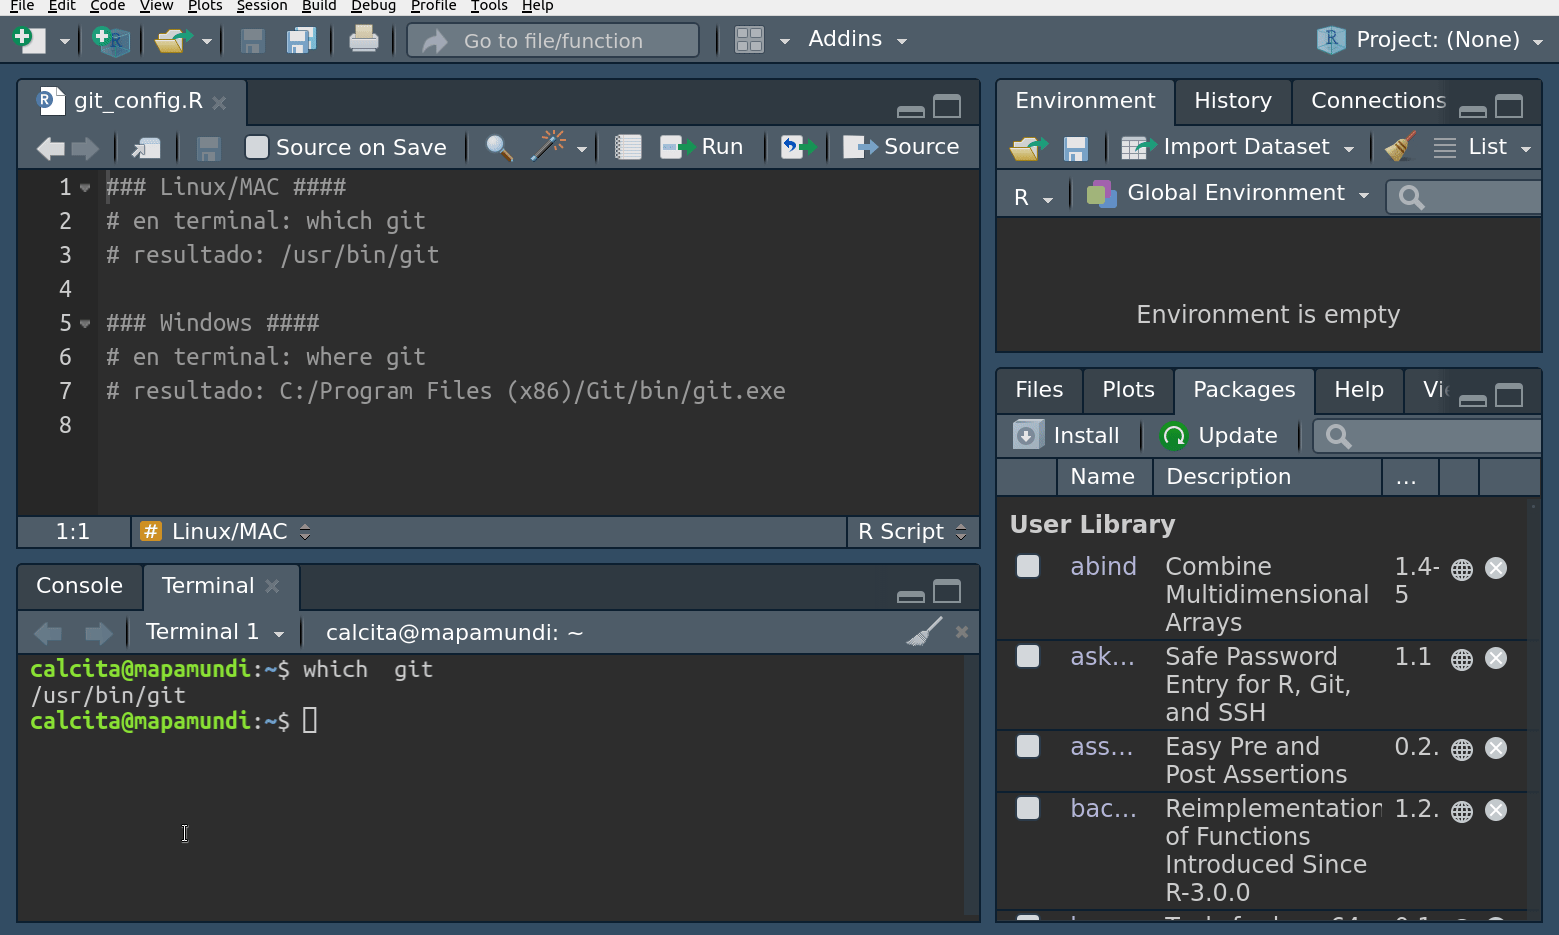 File Edit Code View Plots Session Build Debug Profile Tools Help
Go to file/function Addins Project: (None)
git_config.R
Source on Save Run Source
1 ### Linux/MAC ####
2 # en terminal: which git
3 # resultado: /usr/bin/git
4
5 ### Windows ####
6 # en terminal: where git
7 # resultado: C:/Program Files (x86)/Git/bin/git.exe
8
1:1 # Linux/MAC R Script
Console Terminal
Terminal 1 calcita@mapamundi: ~
calcita@mapamundi:~$ which  git
/usr/bin/git
calcita@mapamundi:~$
Environment History Connections
Import Dataset List
R Global Environment
Environment is empty
Files Plots Packages Help
Install Update
Name Description ...
User Library
abind Combine 1.4-
Multidimensional 5
Arrays
ask... Safe Password 1.1
Entry for R, Git,
and SSH
ass... Easy Pre and 0.2.
Post Assertions
bac... Reimplementation 1.2.
of Functions
Introduced Since
R-3.0.0